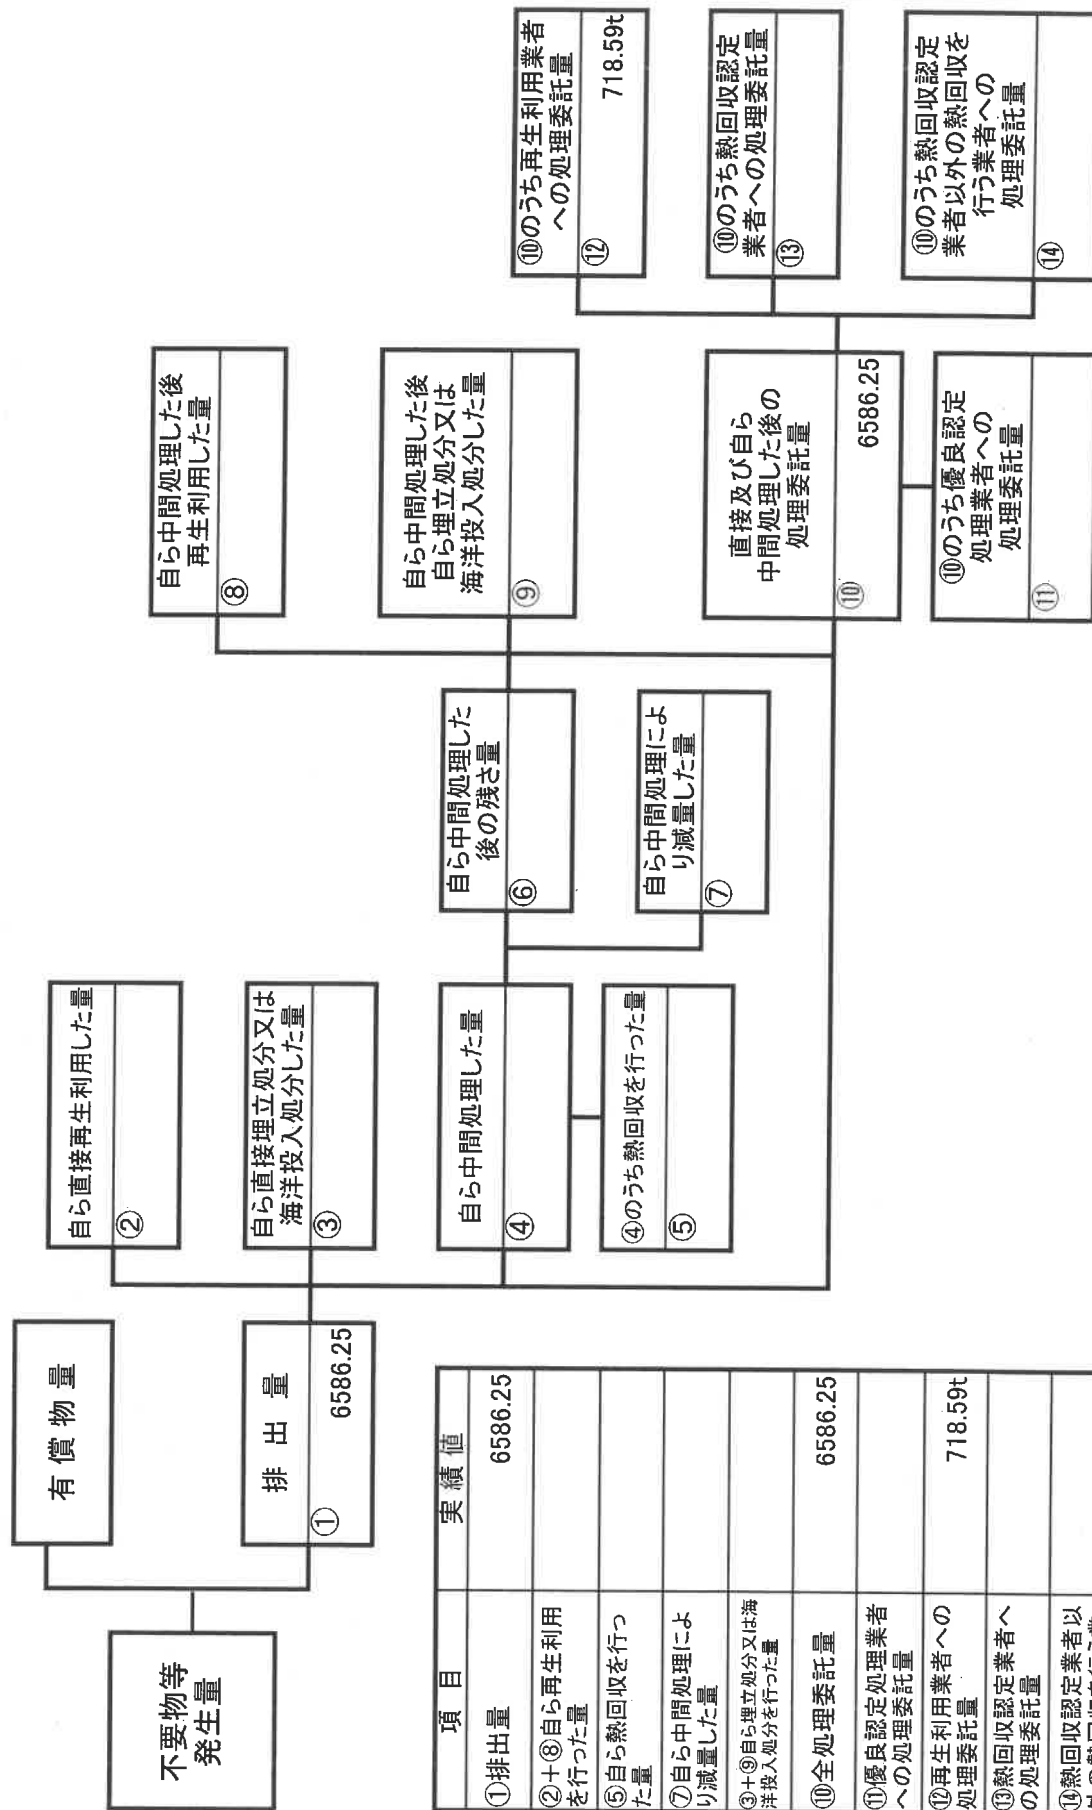 不要物等
発生量
有償物量
排出量
①
6586.25
自ら直接再生利用した量
②
自ら直接埋立処分又は
海洋投入処分した量
③
自ら中間処理した量
④
④のうち熱回収を行った量
⑤
自ら中間処理した
後の残さ量
⑥
自ら中間処理によ
り減量した量
⑦
自ら中間処理した後
再生利用した量
⑧
自ら中間処理した後
自ら埋立処分又は
海洋投入処分した量
⑨
直接及び自ら
中間処理した後の
処理委託量
⑩
6586.25
⑩のうち優良認定
処理業者への
処理委託量
⑪
⑩のうち再生利用業者
への処理委託量
⑫
718.59t
⑩のうち熱回収認定
業者への処理委託量
⑬
⑩のうち熱回収認定
業者以外の熱回収を
行う業者への
処理委託量
⑭
項目 実績値
①排出量 6586.25
②+⑧自ら再生利用
を行った量
⑤自ら熱回収を行っ
た量
⑦自ら中間処理によ
り減量した量
③+⑨自ら埋立処分又は海
洋投入処分を行った量
⑩全処理委託量 6586.25
⑪優良認定処理業者
への処理委託量
⑫再生利用業者への
処理委託量 718.59t
⑬熱回収認定業者へ
の処理委託量
⑭熱回収認定業者以